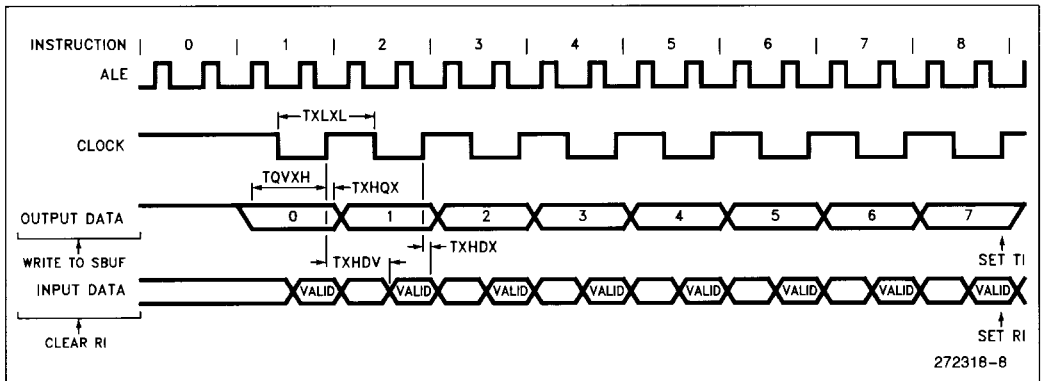 INSTRUCTION | 0 | 1 | 2 | 3 | 4 | 5 | 6 | 7 | 8 |
ALE
TXLXL
CLOCK
TQVXH TXHQX
OUTPUT DATA 0 1 2 3 4 5 6 7
WRITE TO SBUF TXHDV TXHDX SET TI
INPUT DATA VALID VALID VALID VALID VALID VALID VALID VALID
CLEAR RI SET RI
272318-8